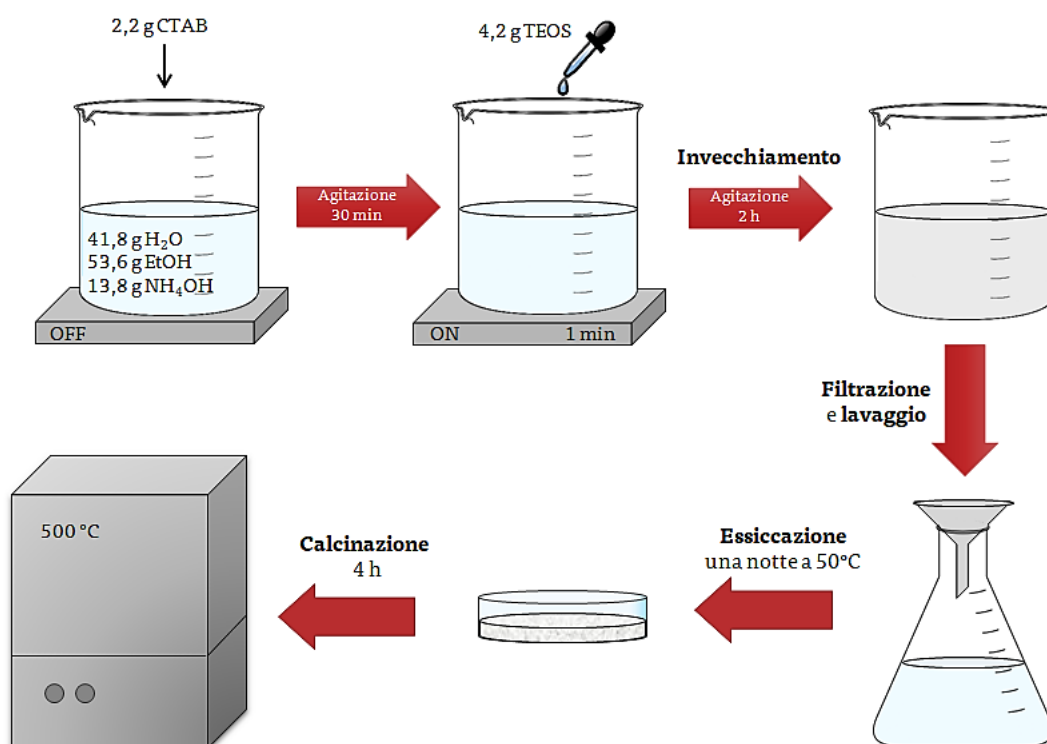 2,2 g CTAB
41,8 g H₂O
53,6 g EtOH
13,8 g NH₄OH
OFF
Agitazione
30 min
4,2 g TEOS
ON 1 min
Invecchiamento
Agitazione
2 h
Filtrazione
e lavaggio
Essiccazione
una notte a 50°C
Calcinazione
4 h
500 °C